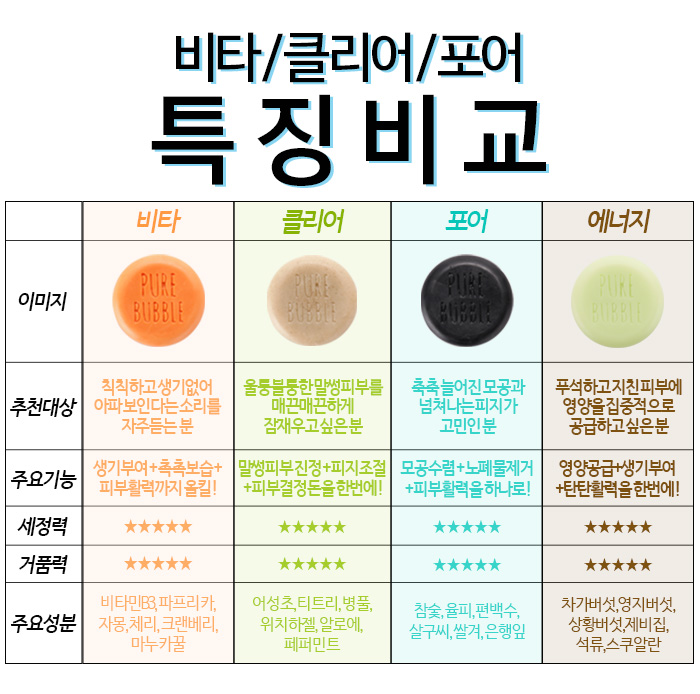 비타/클리어/포어
특징비교
비타 클리어 포어 에너지
이미지
PURE
BUBBLE
PURE
BUBBLE
PURE
BUBBLE
PURE
BUBBLE
추천대상
칙칙하고 생기없어
아파보인다는 소리를
자주듣는 분
울퉁불퉁한 말썽피부를
매끈매끈하게
잠재우고 싶은 분
축축 늘어진 모공과
넘쳐나는 피지가
고민인 분
푸석하고 지친 피부에
영양을 집중적으로
공급하고 싶은 분
주요기능
생기부여+촉촉보습+
피부활력까지 올킬!
말썽피부진정+피지조절
+피부결정돈을 한번에!
모공수렴+노폐물제거
+피부활력을 하나로!
영양공급+생기부여
+탄탄활력을 한번에!
세정력 ★★★★★ ★★★★★ ★★★★★ ★★★★★
거품력 ★★★★★ ★★★★★ ★★★★★ ★★★★★
주요성분
비타민B3,파프리카,
자몽,체리,크랜베리,
마누카꿀
어성초,티트리,병풀,
위치하젤,알로에,
페퍼민트
참숯,율피,편백수,
살구씨,쌀겨,은행잎
차가버섯,영지버섯,
상황버섯,제비집,
석류,스쿠알란